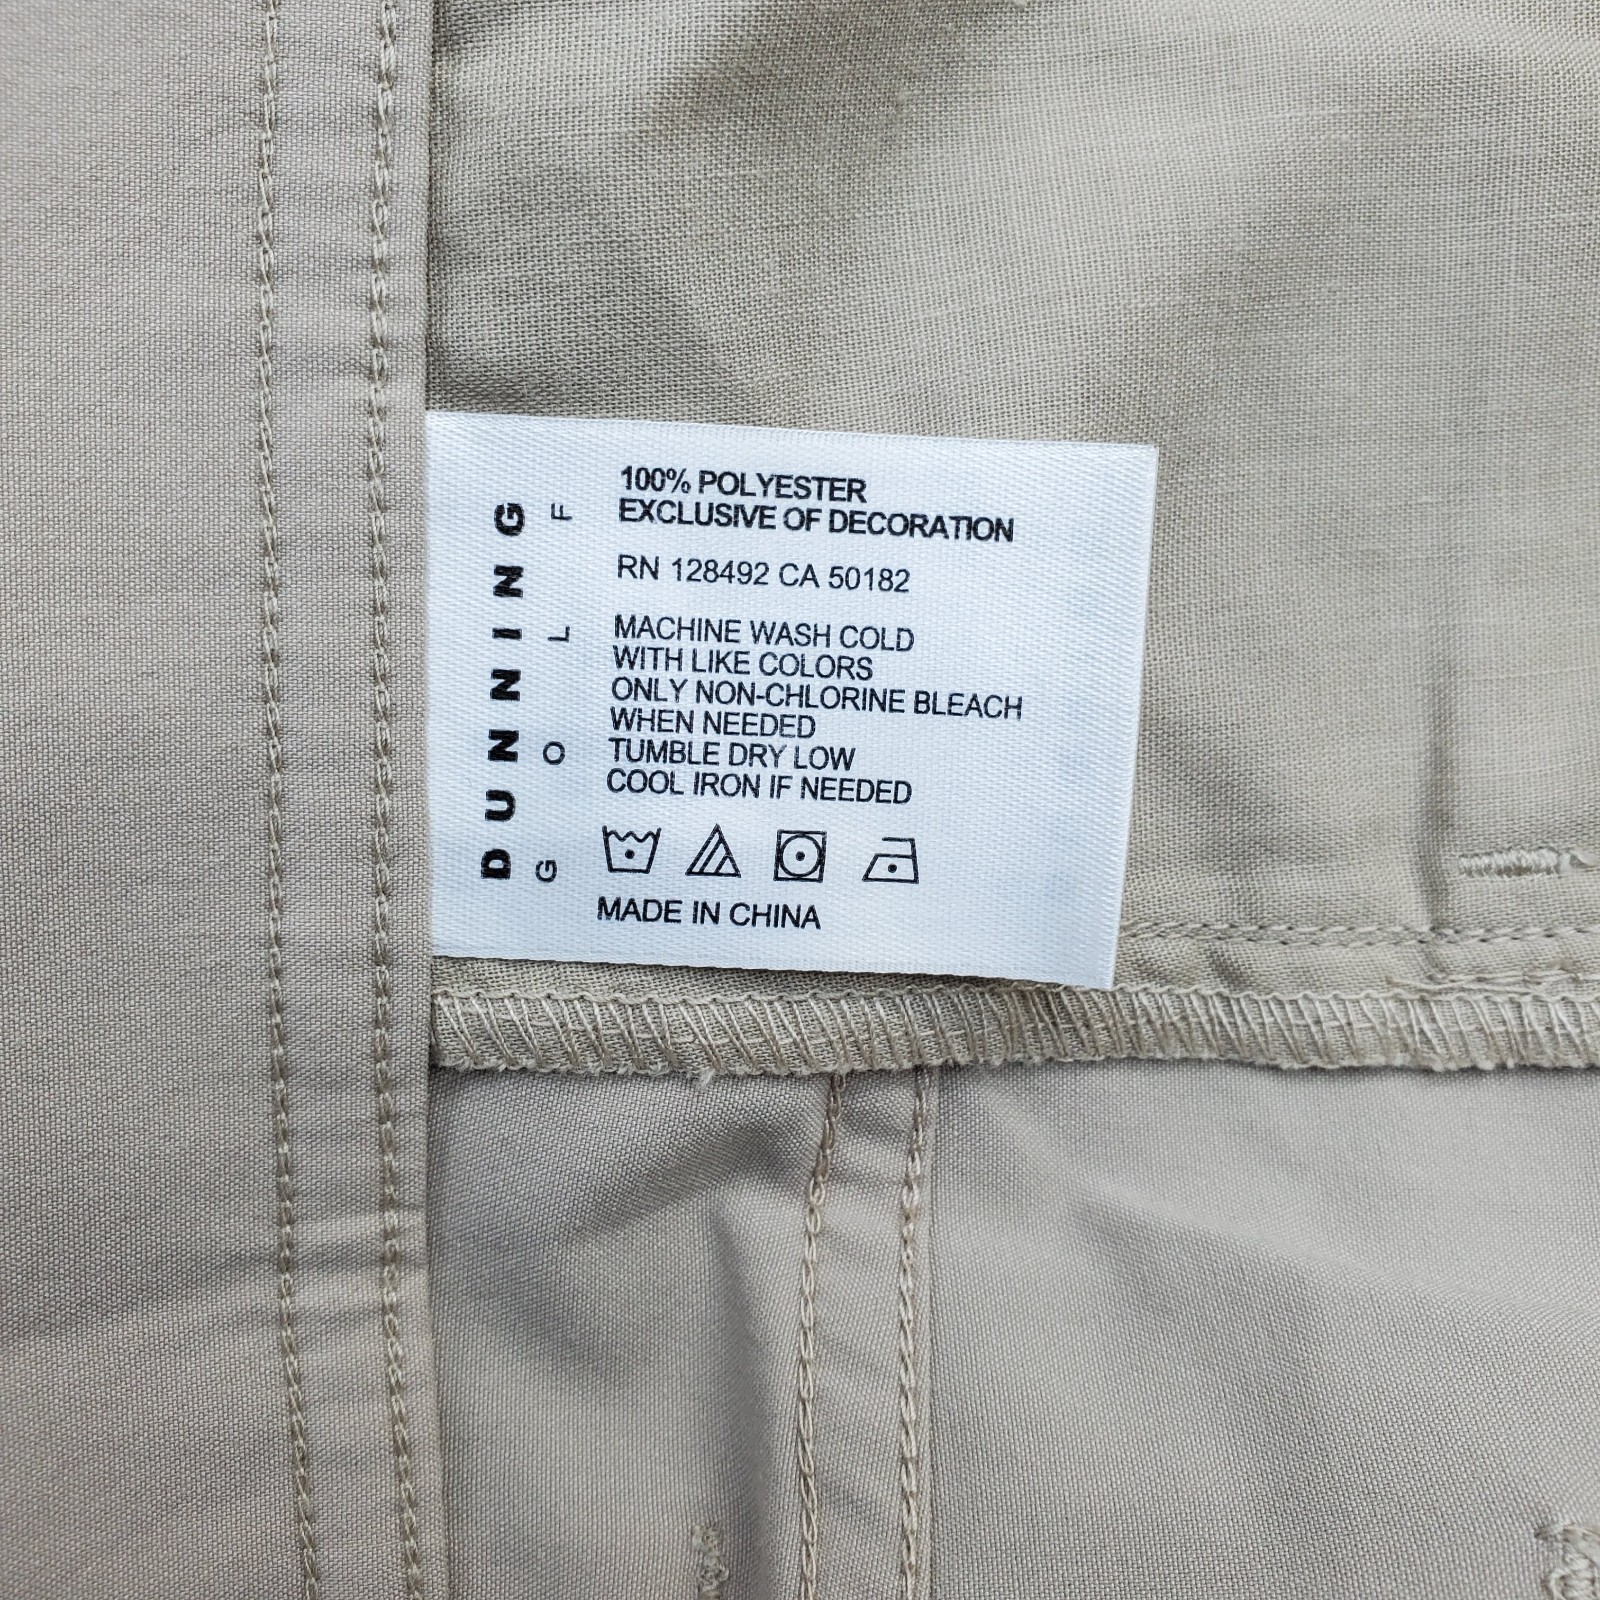 DUNNING
GOLF
100% POLYESTER
EXCLUSIVE OF DECORATION
RN 128492 CA 50182
MACHINE WASH COLD
WITH LIKE COLORS
ONLY NON-CHLORINE BLEACH
WHEN NEEDED
TUMBLE DRY LOW
COOL IRON IF NEEDED
MADE IN CHINA